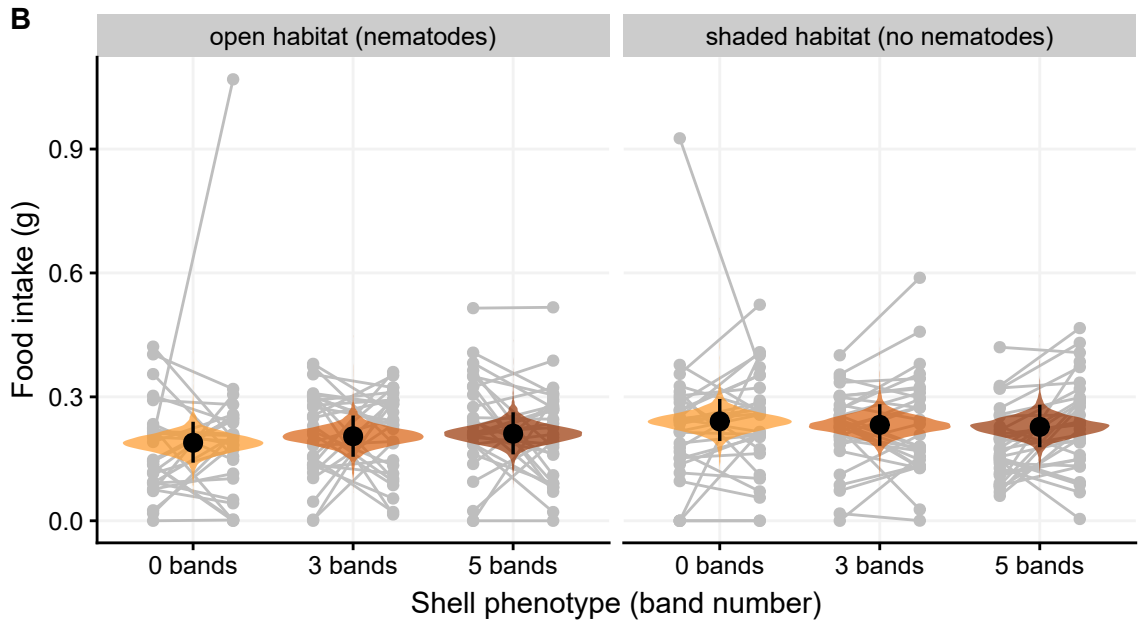 B
open habitat (nematodes)
shaded habitat (no nematodes)
Food intake (g)
0.9
0.6
0.3
0.0
0 bands
3 bands
5 bands
0 bands
3 bands
5 bands
Shell phenotype (band number)